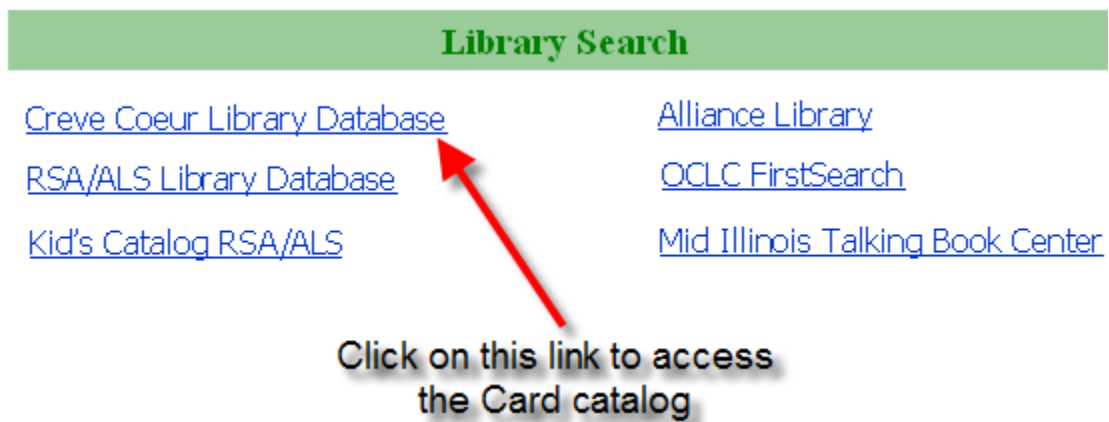 Library Search
Creve Coeur Library Database
Alliance Library
RSA/ALS Library Database
OCLC FirstSearch
Kid's Catalog RSA/ALS
Mid Illinois Talking Book Center
Click on this link to access
the Card catalog